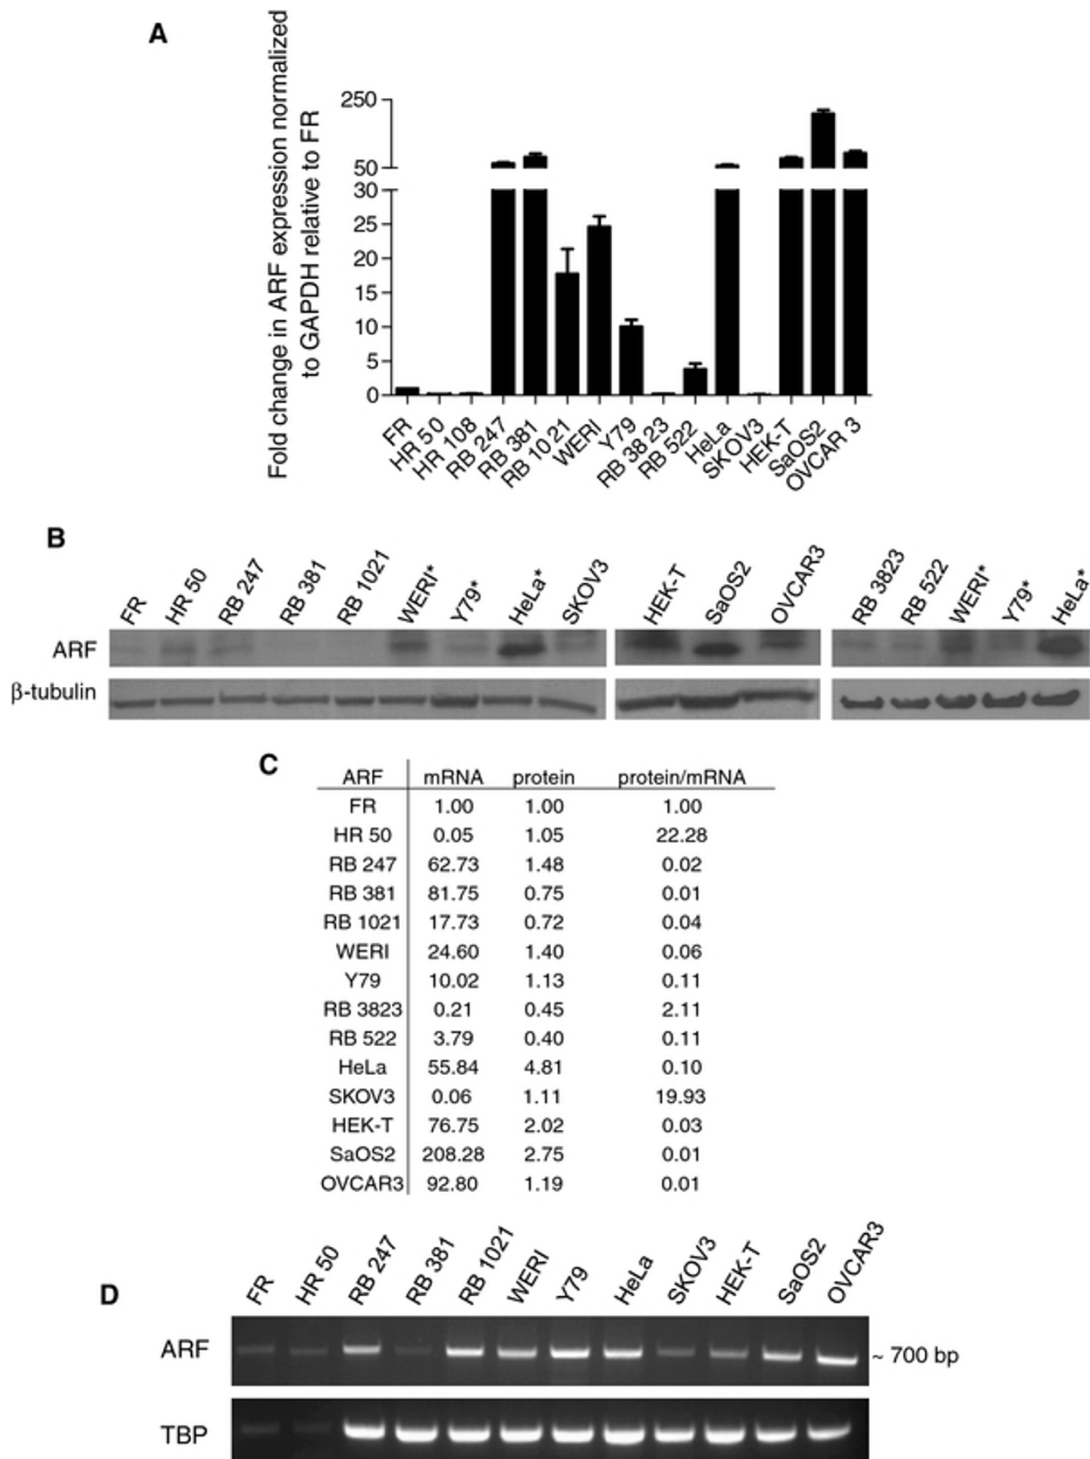 A
Fold change in ARF expression normalized
to GAPDH relative to FR
250
50
30
25
20
15
10
5
0
FR
HR 50
HR 108
RB 247
RB 381
RB 10 21
WERI
Y79
RB 38 23
RB 522
HeLa
SKOV3
HEK-T
SaOS2
OVCAR 3
B
FR HR 50 RB 247 RB 381 RB 1021 WERI* Y79* HeLa* SKOV3 HEK-T SaOS2 OVCAR3 RB 3823 RB 522 WERI* Y79* HeLa*
ARF
β-tubulin
C
ARF mRNA protein protein/mRNA
FR 1.00 1.00 1.00
HR 50 0.05 1.05 22.28
RB 247 62.73 1.48 0.02
RB 381 81.75 0.75 0.01
RB 1021 17.73 0.72 0.04
WERI 24.60 1.40 0.06
Y79 10.02 1.13 0.11
RB 3823 0.21 0.45 2.11
RB 522 3.79 0.40 0.11
HeLa 55.84 4.81 0.10
SKOV3 0.06 1.11 19.93
HEK-T 76.75 2.02 0.03
SaOS2 208.28 2.75 0.01
OVCAR3 92.80 1.19 0.01
D
FR HR 50 RB 247 RB 381 RB 1021 WERI Y79 HeLa SKOV3 HEK-T SaOS2 OVCAR3
ARF
~ 700 bp
TBP